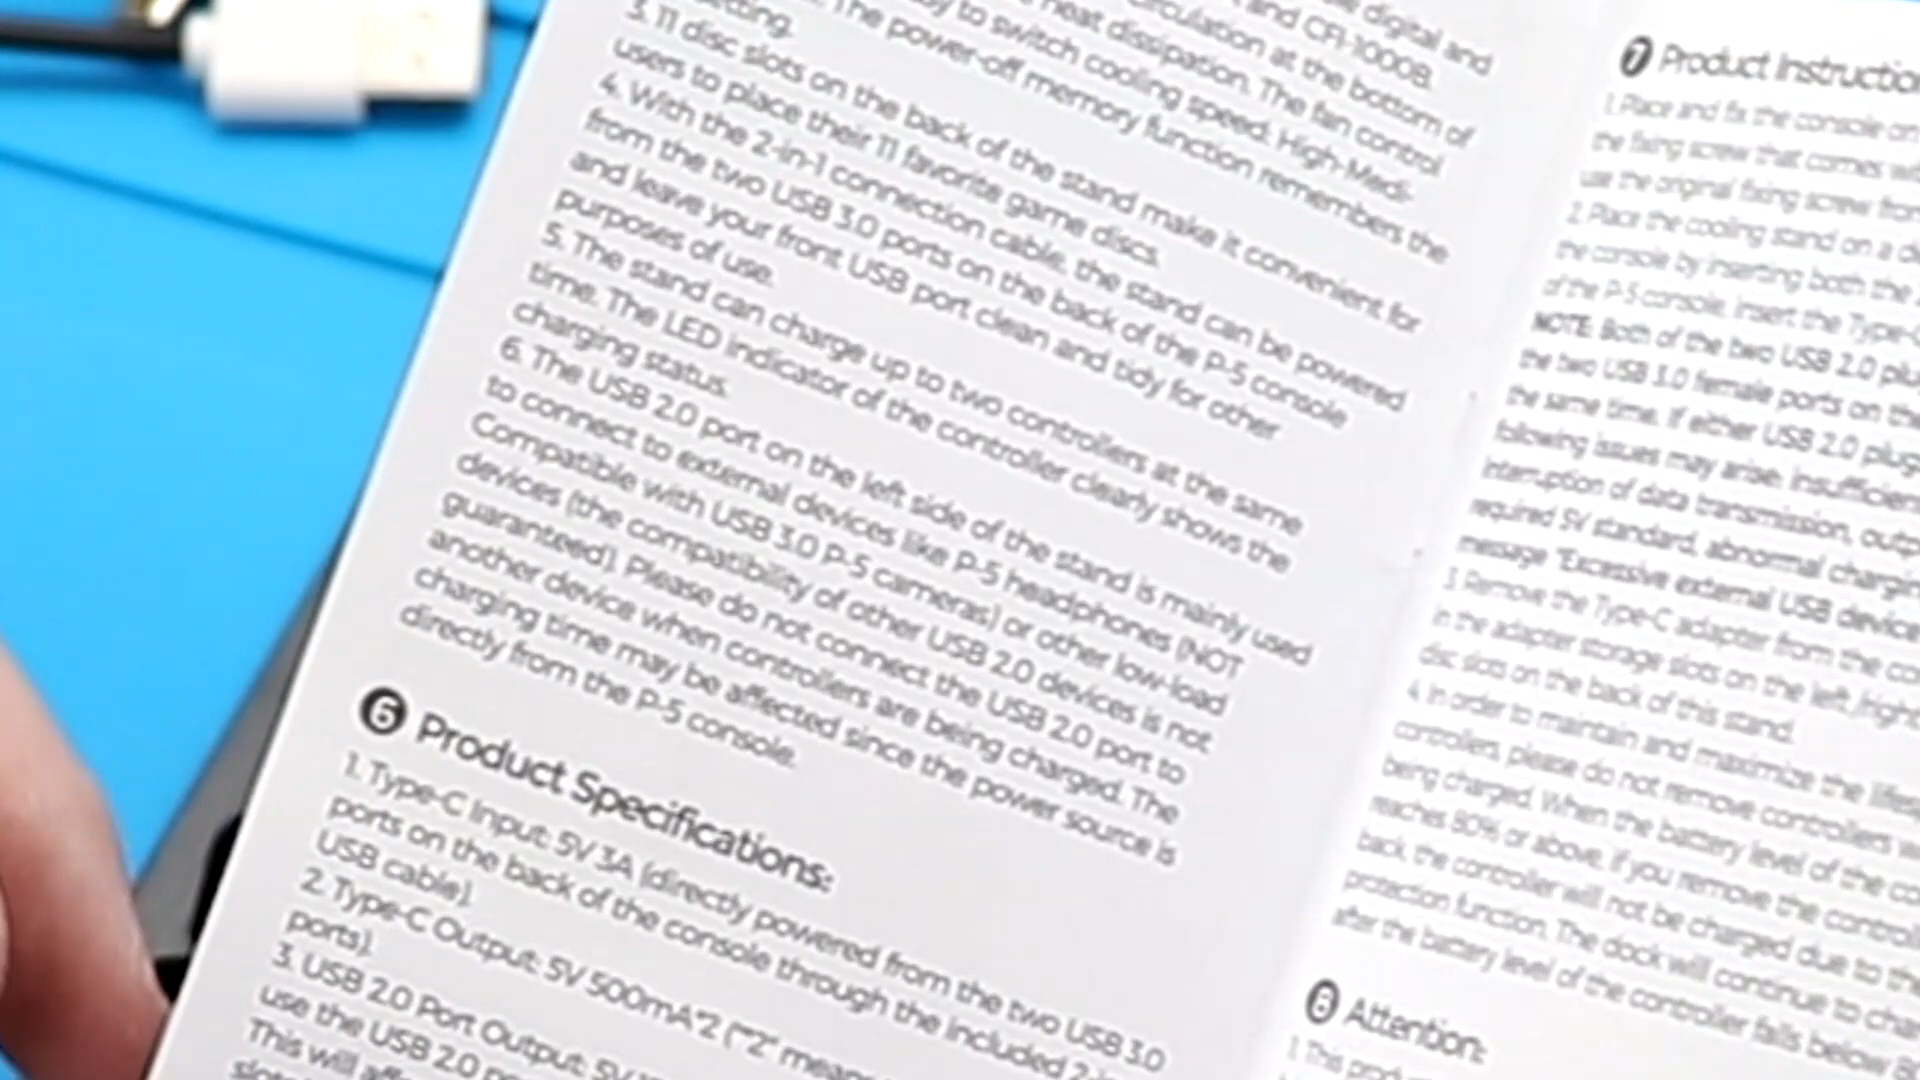 digital and
and CFI-1000B.
circulation at the bottom of
heat dissipation. The fan control
to switch cooling speed: High-Medi-
The power-off memory function remembers the
setting.
3. 11 disc slots on the back of the stand make it convenient for
users to place their 11 favorite game discs.
4. With the 2-in-1 connection cable, the stand can be powered
from the two USB 3.0 ports on the back of the P-5 console
and leave your front USB port clean and tidy for other
purposes of use.
5. The stand can charge up to two controllers at the same
time. The LED indicator of the controller clearly shows the
charging status.
6. The USB 2.0 port on the left side of the stand is mainly used
to connect to external devices like P-5 headphones (NOT
Compatible with USB 3.0 P-5 cameras) or other low-load
devices (the compatibility of other USB 2.0 devices is not
guaranteed). Please do not connect the USB 2.0 port to
another device when controllers are being charged. The
charging time may be affected since the power source is
directly from the P-5 console.
6 Product Specifications:
1. Type-C Input: 5V 3A (directly powered from the two USB 3.0
ports on the back of the console through the included 2-in
USB cable).
2. Type-C Output: 5V 500mA*2 ("*2" means
ports).
3. USB 2.0 Port Output: 5V
use the USB 2.0
This will
7 Product Instruction
1. Place and fix the console on
the fixing screw that comes
use the original fixing screw from
2. Place the cooling stand on a
the console by inserting both the
of the P-5 console. Insert the Type-C
NOTE: Both of the two USB 2.0
the two USB 3.0 female ports on the
the same time. If either USB 2.0
following issues may arise: insufficient
interruption of data transmission,
required 5V standard, abnormal
message "Excessive external USB device
3. Remove the Type-C adapter from the
in the adapter storage slots on the left
disc slots on the back of this stand.
4. In order to maintain and maximize the
controllers, please do not remove controllers
being charged. When the battery level of the
reaches 80% or above, if you remove the
back, the controller will not be charged due to the
protection function. The dock will continue to
after the battery level of the controller falls below
8 Attention:
1. This